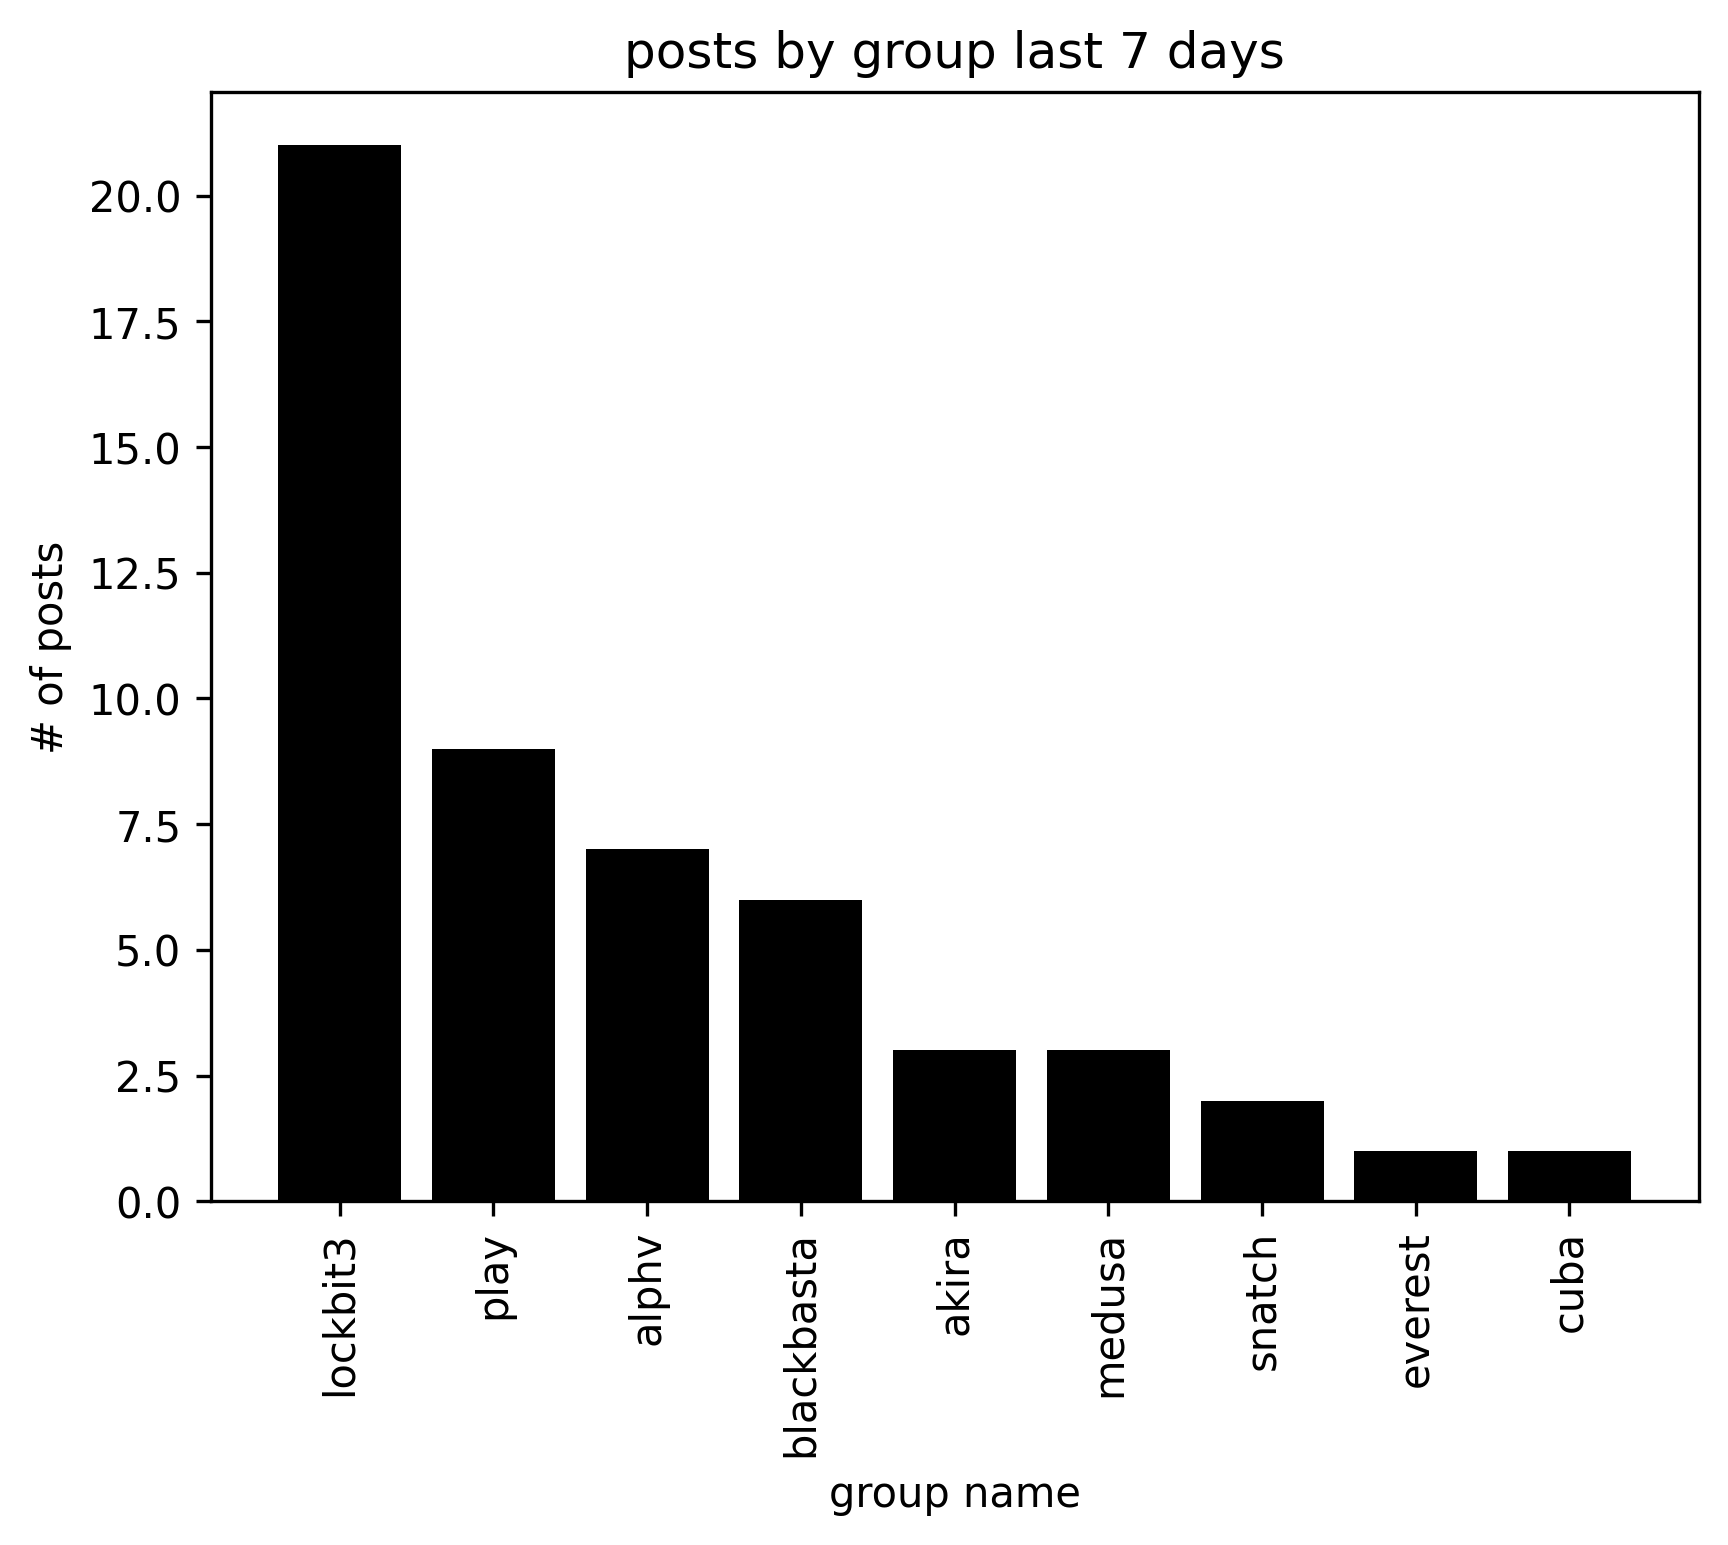 posts by group last 7 days
20.0
17.5
15.0
12.5
10.0
7.5
5.0
2.5
0.0
# of posts
lockbit3
play
alphv
blackbasta
akira
medusa
snatch
everest
cuba
group name